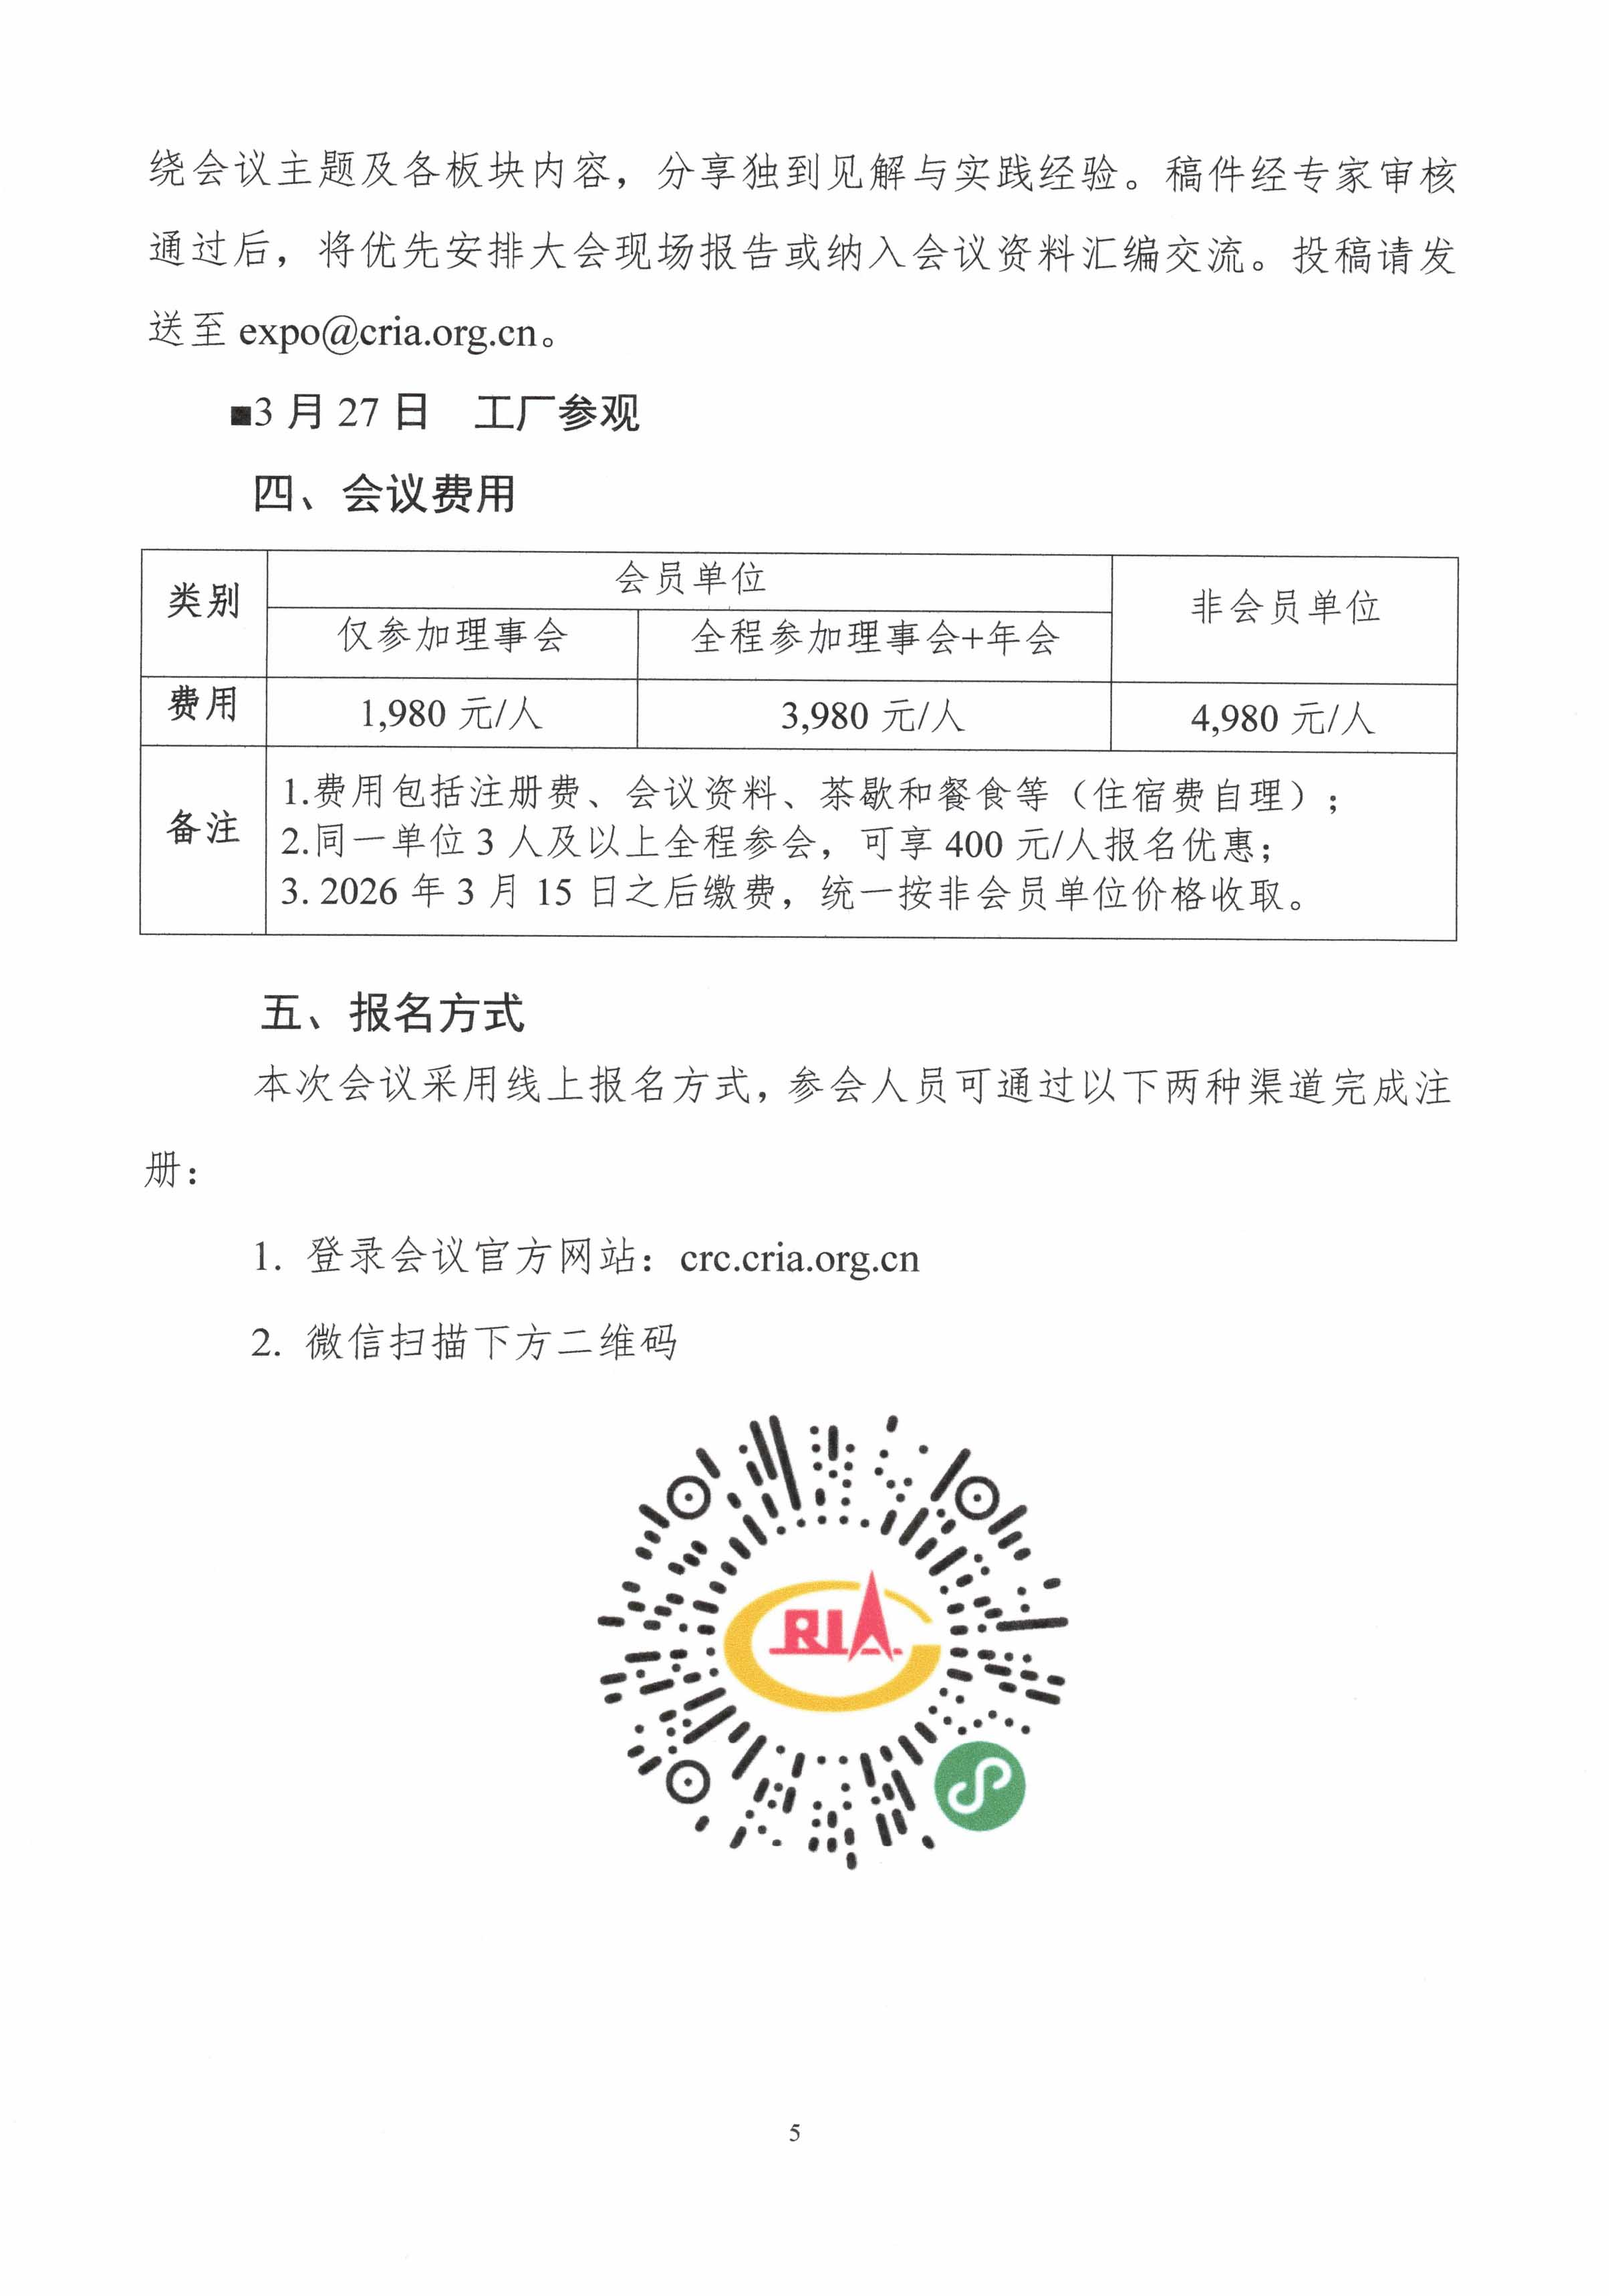 绕会议主题及各板块内容，分享独到见解与实践经验。稿件经专家审核
通过后，将优先安排大会现场报告或纳入会议资料汇编交流。投稿请发
送至 expo@cria.org.cn。
■3 月 27 日　工厂参观
四、会议费用
类别
会员单位
非会员单位
仅参加理事会
全程参加理事会+年会
费用
1,980 元/人
3,980 元/人
4,980 元/人
备注
1.费用包括注册费、会议资料、茶歇和餐食等（住宿费自理）；
2.同一单位 3 人及以上全程参会，可享 400 元/人报名优惠；
3. 2026 年 3 月 15 日之后缴费，统一按非会员单位价格收取。
五、报名方式
本次会议采用线上报名方式，参会人员可通过以下两种渠道完成注
册：
1. 登录会议官方网站：crc.cria.org.cn
2. 微信扫描下方二维码
CRIA
5